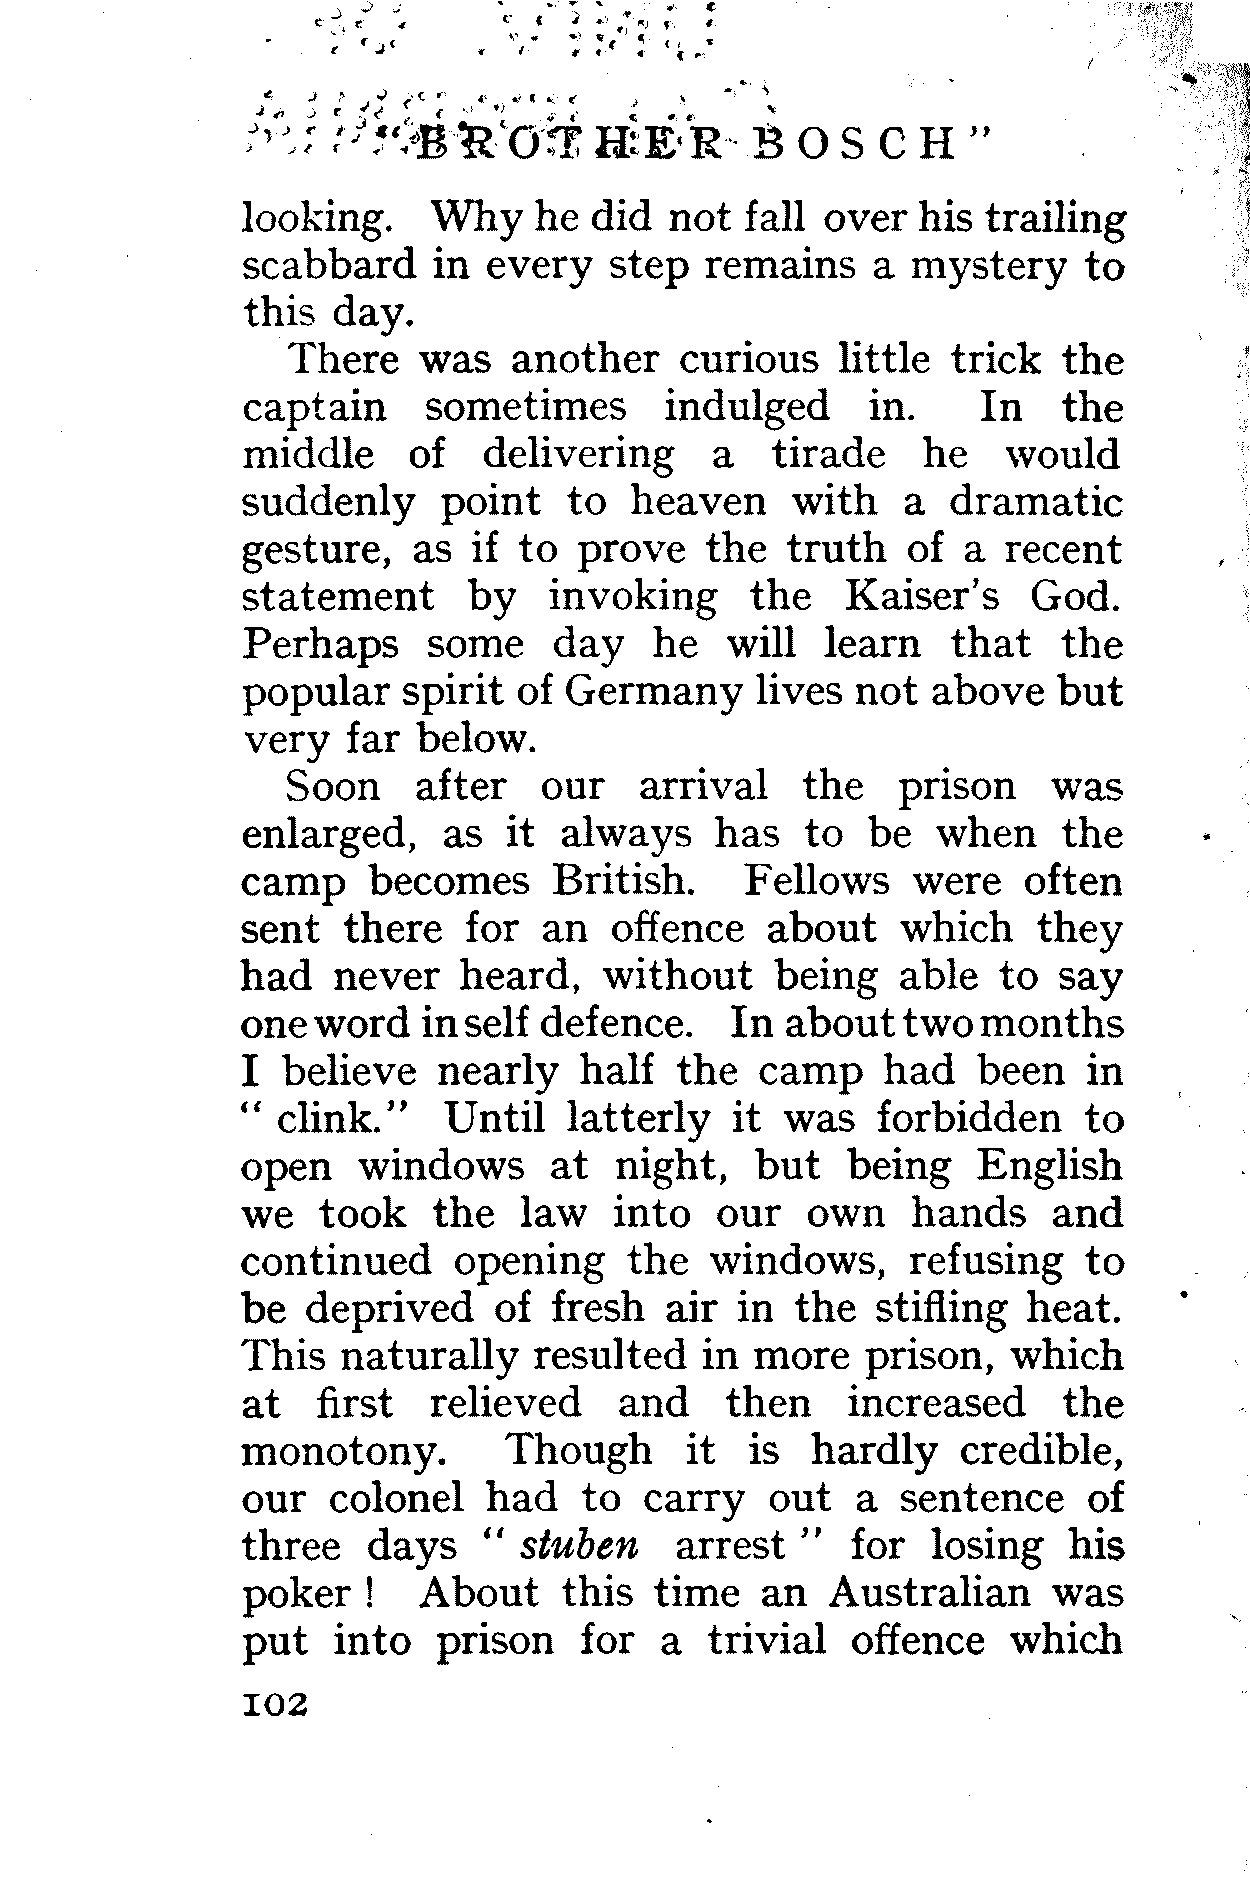 "BROTHER BOSCH"
looking. Why he did not fall over his trailing
scabbard in every step remains a mystery to
this day.
There was another curious little trick the
captain sometimes indulged in. In the
middle of delivering a tirade he would
suddenly point to heaven with a dramatic
gesture, as if to prove the truth of a recent
statement by invoking the Kaiser's God.
Perhaps some day he will learn that the
popular spirit of Germany lives not above but
very far below.
Soon after our arrival the prison was
enlarged, as it always has to be when the
camp becomes British. Fellows were often
sent there for an offence about which they
had never heard, without being able to say
one word in self defence. In about two months
I believe nearly half the camp had been in
" clink." Until latterly it was forbidden to
open windows at night, but being English
we took the law into our own hands and
continued opening the windows, refusing to
be deprived of fresh air in the stifling heat.
This naturally resulted in more prison, which
at first relieved and then increased the
monotony. Though it is hardly credible,
our colonel had to carry out a sentence of
three days " stuben arrest " for losing his
poker ! About this time an Australian was
put into prison for a trivial offence which
102